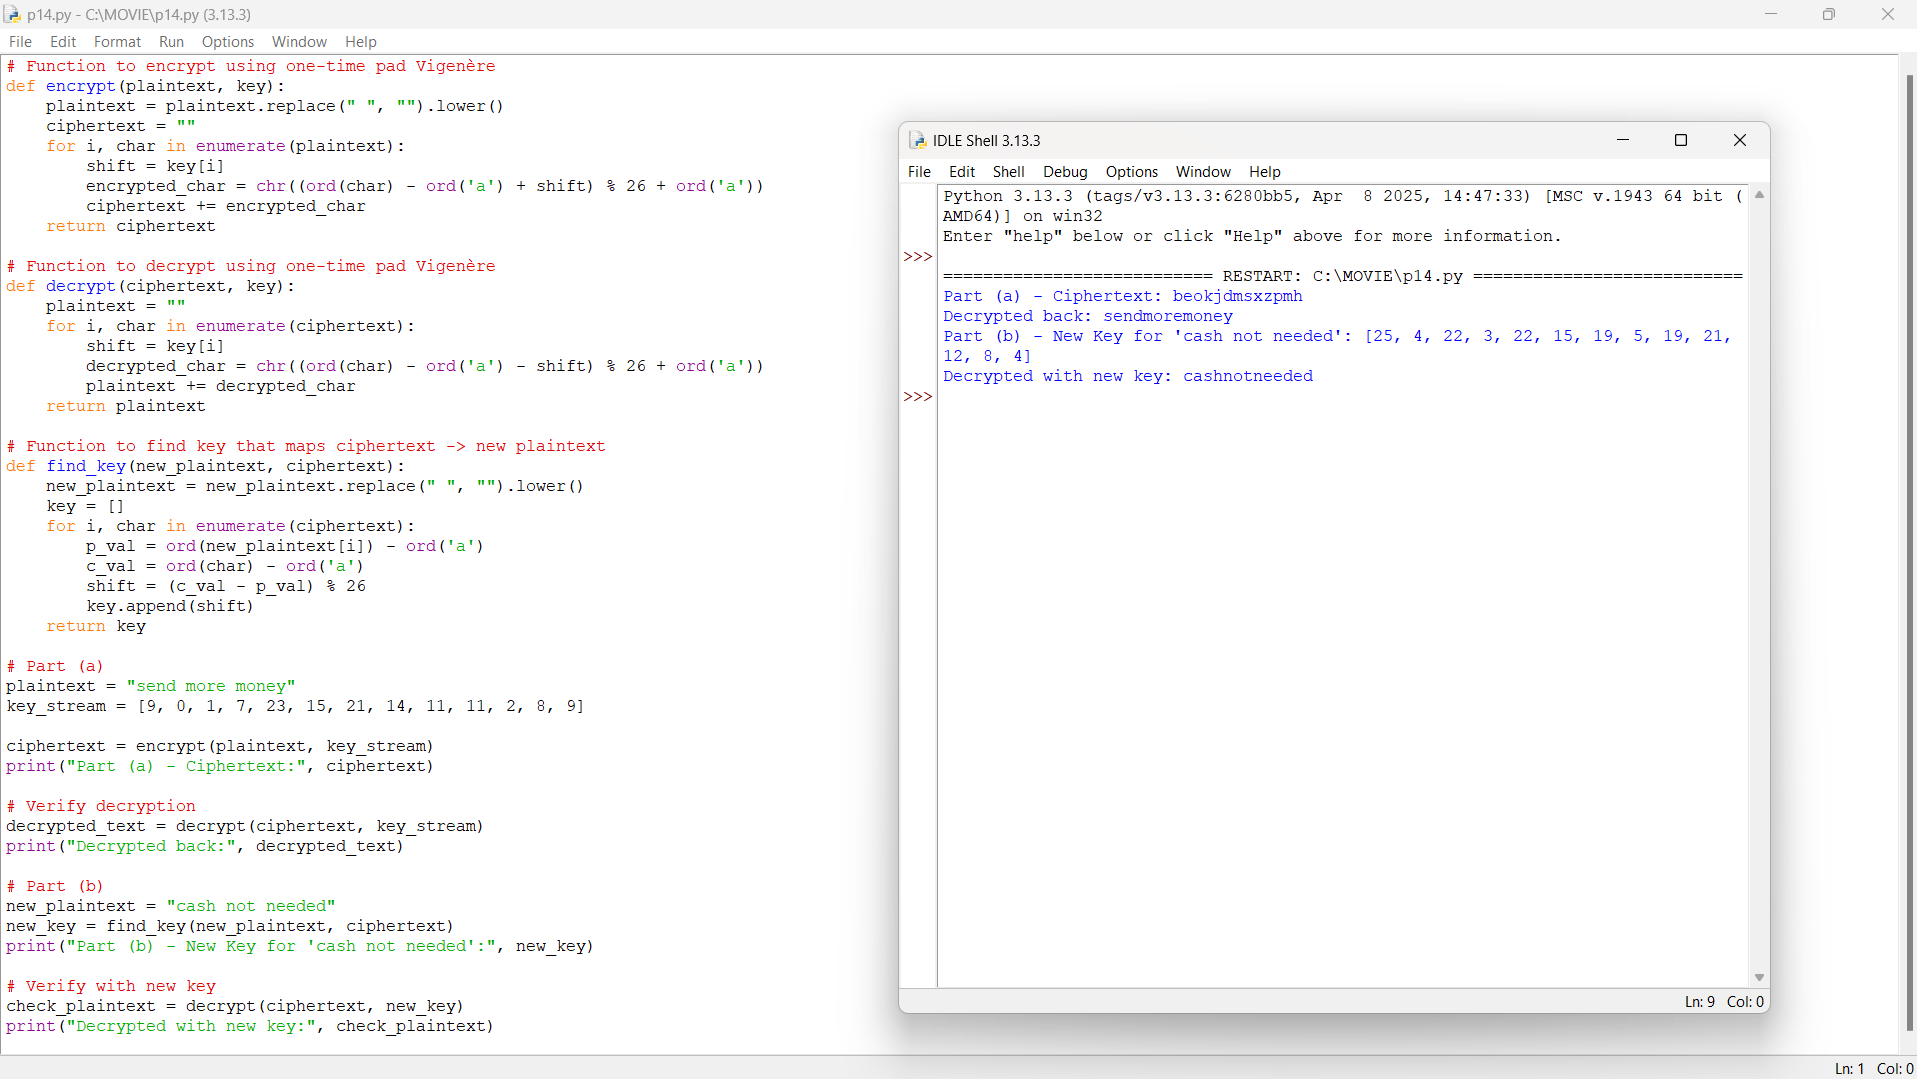 p14.py - C:\MOVIE\p14.py (3.13.3)
File Edit Format Run Options Window Help
# Function to encrypt using one-time pad Vigenère
def encrypt(plaintext, key):
    plaintext = plaintext.replace(" ", "").lower()
    ciphertext = ""
    for i, char in enumerate(plaintext):
        shift = key[i]
        encrypted_char = chr((ord(char) - ord('a') + shift) % 26 + ord('a'))
        ciphertext += encrypted_char
    return ciphertext
# Function to decrypt using one-time pad Vigenère
def decrypt(ciphertext, key):
    plaintext = ""
    for i, char in enumerate(ciphertext):
        shift = key[i]
        decrypted_char = chr((ord(char) - ord('a') - shift) % 26 + ord('a'))
        plaintext += decrypted_char
    return plaintext
# Function to find key that maps ciphertext -> new plaintext
def find_key(new_plaintext, ciphertext):
    new_plaintext = new_plaintext.replace(" ", "").lower()
    key = []
    for i, char in enumerate(ciphertext):
        p_val = ord(new_plaintext[i]) - ord('a')
        c_val = ord(char) - ord('a')
        shift = (c_val - p_val) % 26
        key.append(shift)
    return key
# Part (a)
plaintext = "send more money"
key_stream = [9, 0, 1, 7, 23, 15, 21, 14, 11, 11, 2, 8, 9]
ciphertext = encrypt(plaintext, key_stream)
print("Part (a) - Ciphertext:", ciphertext)
# Verify decryption
decrypted_text = decrypt(ciphertext, key_stream)
print("Decrypted back:", decrypted_text)
# Part (b)
new_plaintext = "cash not needed"
new_key = find_key(new_plaintext, ciphertext)
print("Part (b) - New Key for 'cash not needed':", new_key)
# Verify with new key
check_plaintext = decrypt(ciphertext, new_key)
print("Decrypted with new key:", check_plaintext)
IDLE Shell 3.13.3
File Edit Shell Debug Options Window Help
Python 3.13.3 (tags/v3.13.3:6280bb5, Apr  8 2025, 14:47:33) [MSC v.1943 64 bit (
AMD64)] on win32
Enter "help" below or click "Help" above for more information.
>>>
=========================== RESTART: C:\MOVIE\p14.py ===========================
Part (a) - Ciphertext: beokjdmsxzpmh
Decrypted back: sendmoremoney
Part (b) - New Key for 'cash not needed': [25, 4, 22, 3, 22, 15, 19, 5, 19, 21,
12, 8, 4]
Decrypted with new key: cashnotneeded
>>>
Ln: 9 Col: 0
Ln: 1 Col: 0